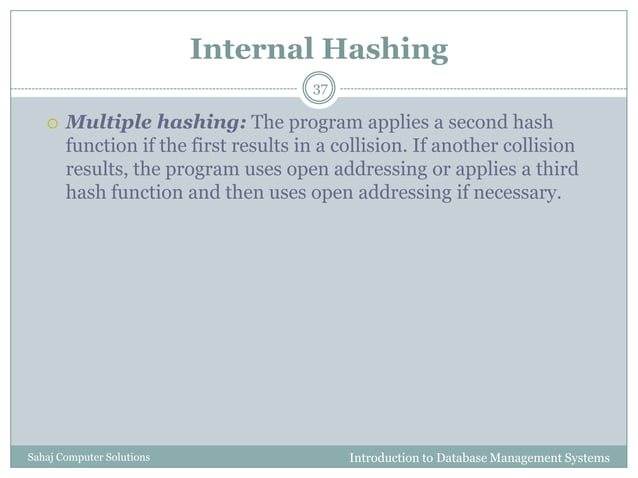 Internal Hashing
37
Multiple hashing: The program applies a second hash
function if the first results in a collision. If another collision
results, the program uses open addressing or applies a third
hash function and then uses open addressing if necessary.
Sahaj Computer Solutions
Introduction to Database Management Systems